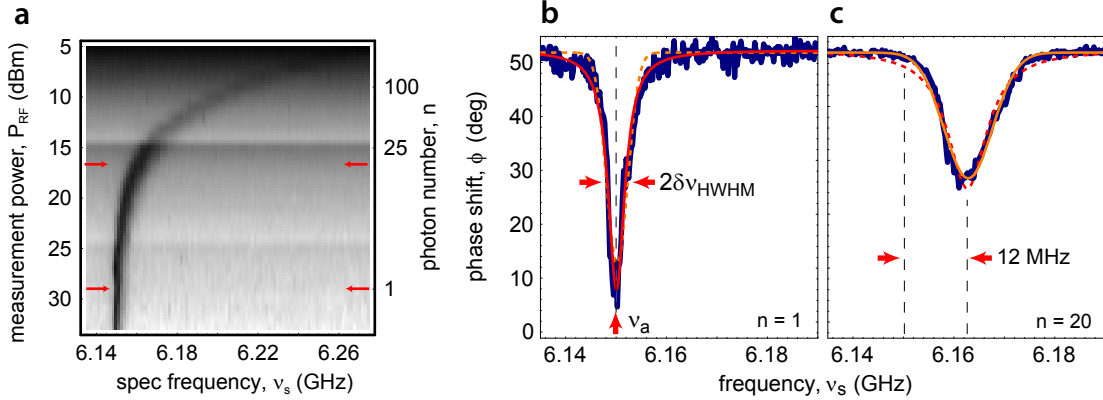 a
measurement power, P_RF (dBm)
5
10
15
20
25
30
6.14
6.18
6.22
6.26
spec frequency, ν_s (GHz)
100
25
1
photon number, n
b
phase shift, ϕ (deg)
50
40
30
20
10
0
2δν_HWHM
ν_a
n = 1
6.14
6.16
6.18
c
12 MHz
n = 20
6.14
6.16
6.18
frequency, ν_s (GHz)